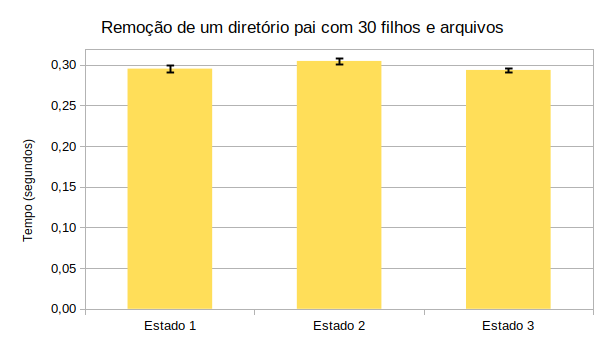 Remoção de um diretório pai com 30 filhos e arquivos
Tempo (segundos)
0,30
0,25
0,20
0,15
0,10
0,05
0,00
Estado 1
Estado 2
Estado 3